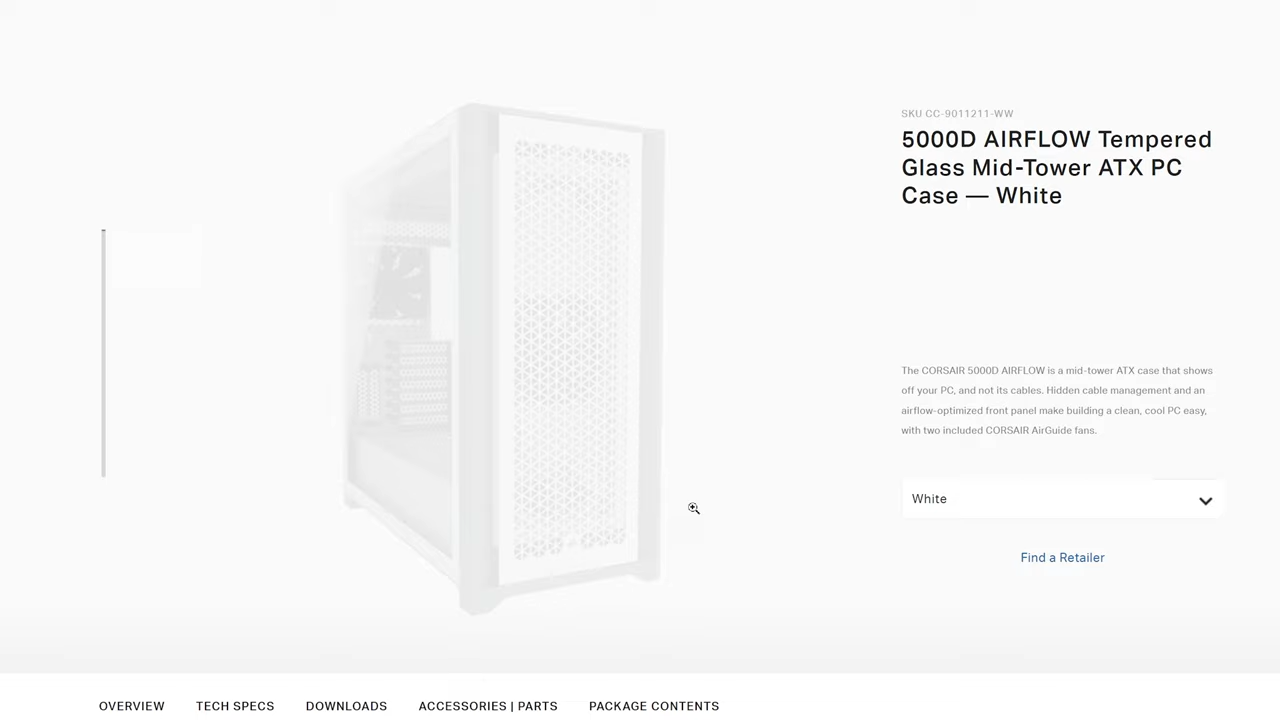 SKU CC-9011211-WW
5000D AIRFLOW Tempered
Glass Mid-Tower ATX PC
Case — White
The CORSAIR 5000D AIRFLOW is a mid-tower ATX case that shows
off your PC, and not its cables. Hidden cable management and an
airflow-optimized front panel make building a clean, cool PC easy,
with two included CORSAIR AirGuide fans.
White
Find a Retailer
OVERVIEW TECH SPECS DOWNLOADS ACCESSORIES | PARTS PACKAGE CONTENTS